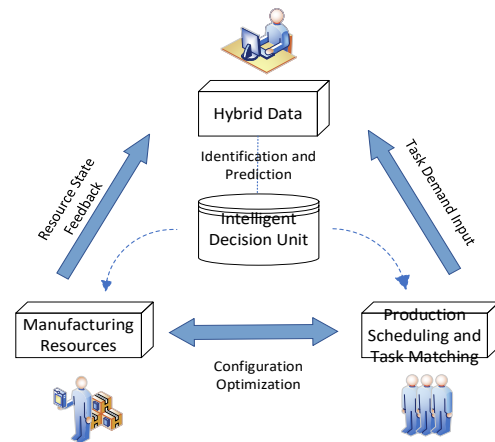 Hybrid Data
Identification and
Prediction
Resource State
Feedback
Task Demand Input
Intelligent
Decision Unit
Manufacturing
Resources
Production
Scheduling and
Task Matching
Configuration
Optimization